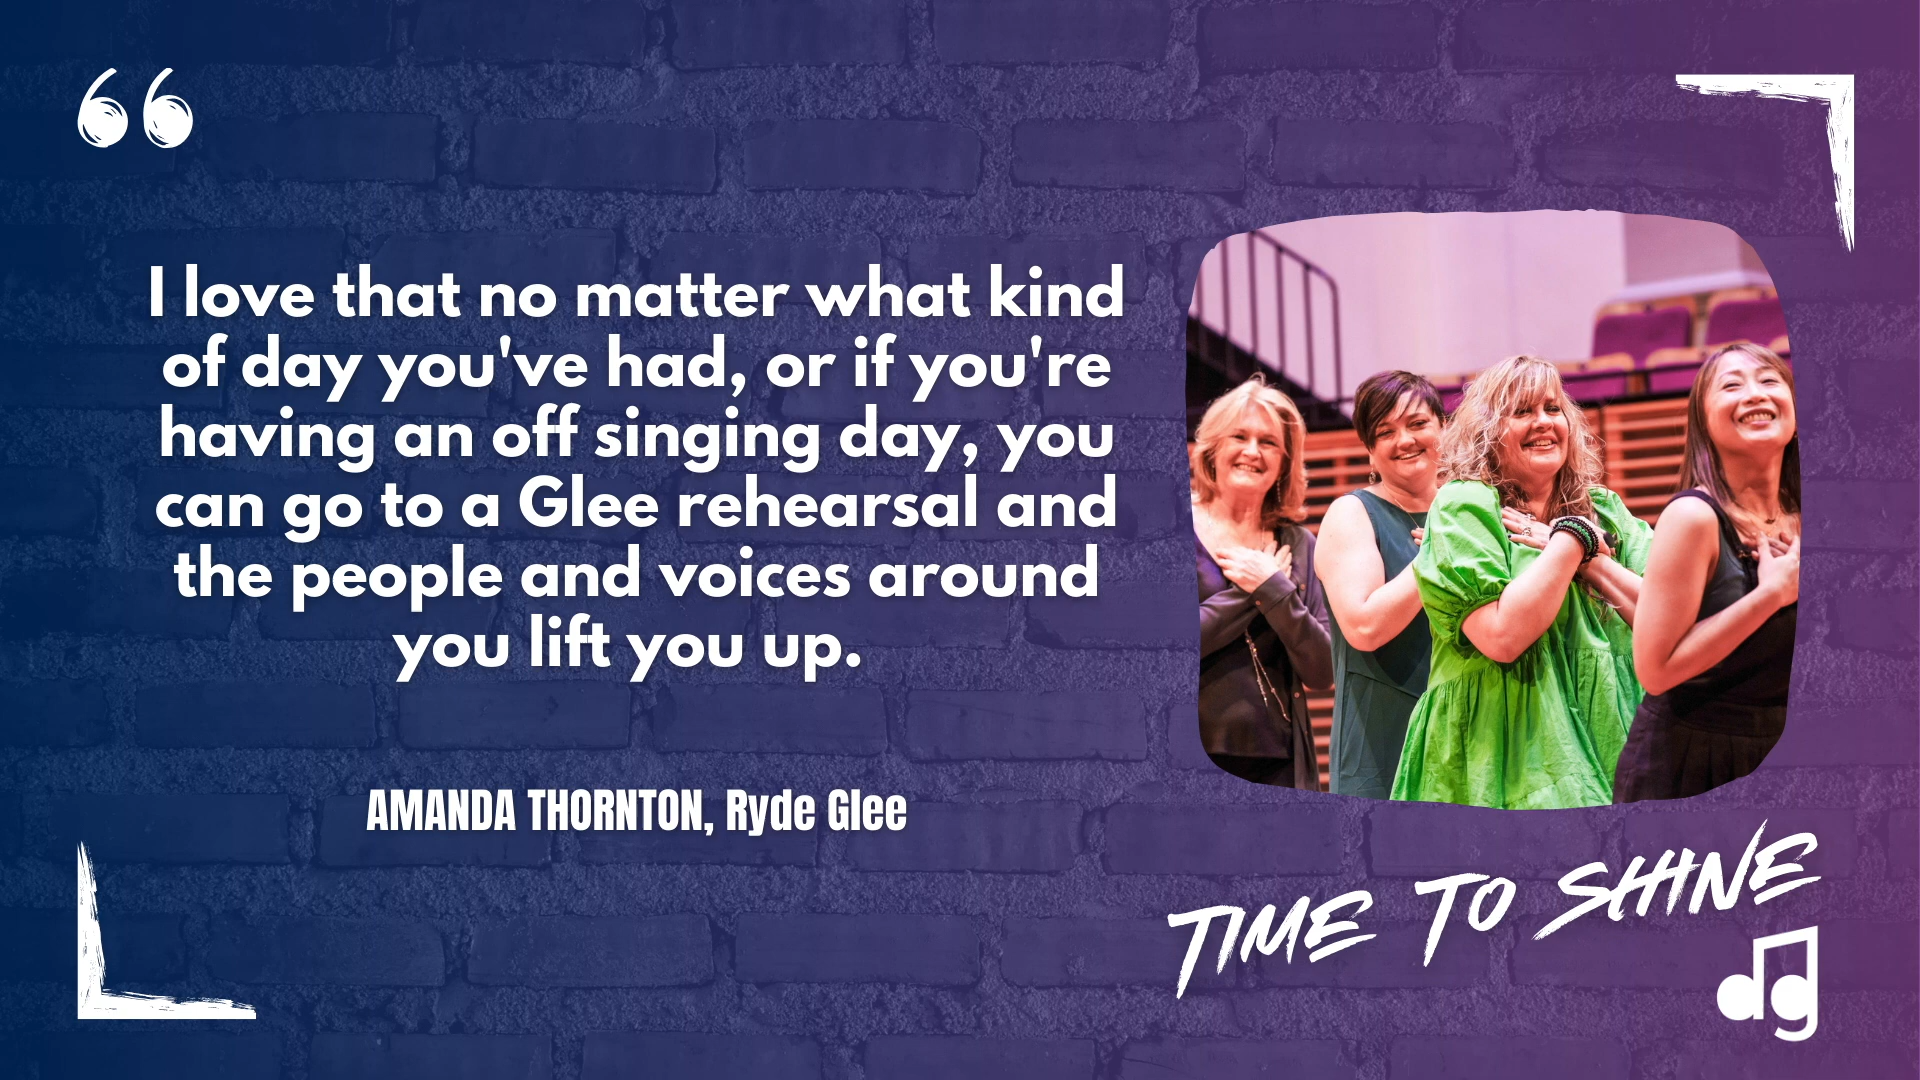 I love that no matter what kind
of day you've had, or if you're
having an off singing day, you
can go to a Glee rehearsal and
the people and voices around
you lift you up.
AMANDA THORNTON, Ryde Glee
TIME TO SHINE
dg